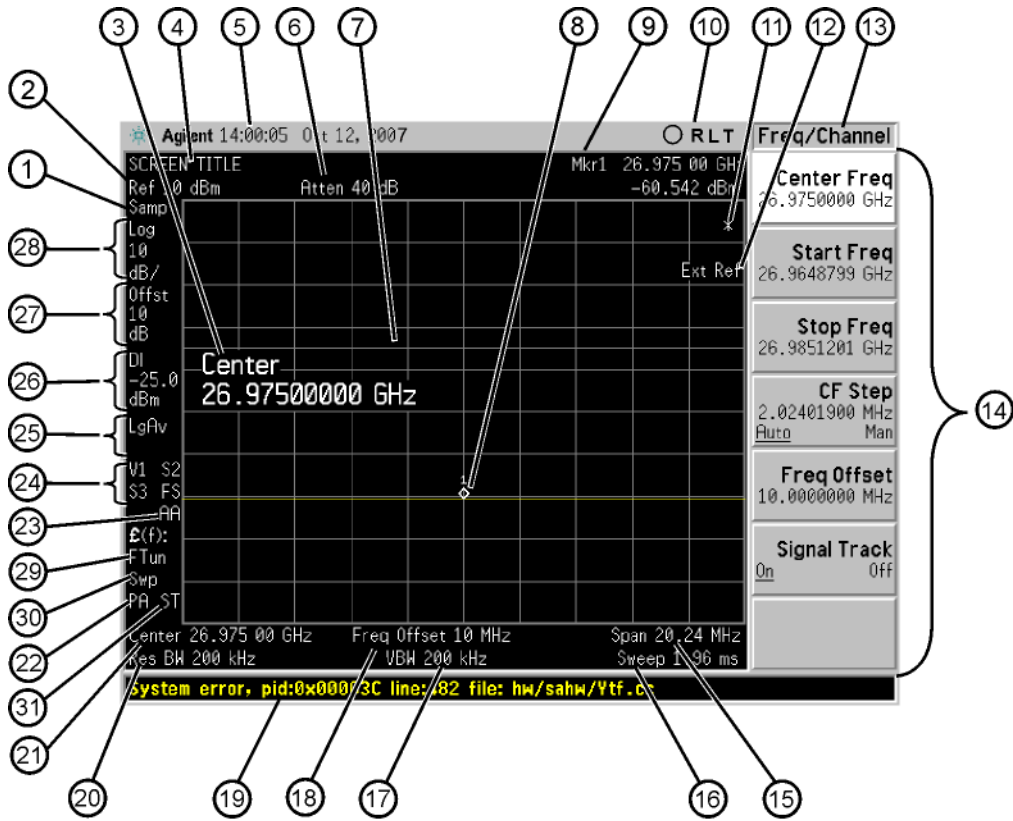 3 4 5 6 7 8 9 10 11 12 13
2
Agilent 14:00:05 Oct 12, 2007 R L T Freq/Channel
SCREEN TITLE Mkr1 26.975 00 GHz
1
Ref dBm Atten 40 dB -60.542 dBm
Center Freq
26.9750000 GHz
Samp
Log
10
dB/
28
Ext Ref
Start Freq
26.9648799 GHz
Offst
10
dB
27
Stop Freq
26.9851201 GHz
DI
-25.0
dBm
26
Center
26.97500000 GHz
CF Step
2.02401900 MHz
Auto Man
14
LgAv
25
V1 S2
S3 FS
24
1
Freq Offset
10.0000000 MHz
AA
23
£(f):
FTun
29
Signal Track
On Off
Swp
30
PA ST
22
Center 26.975 00 GHz Freq Offset 10 MHz Span 20.24 MHz
Res BW 200 kHz VBW 200 kHz Sweep ms
31
System error, pid: line: file: hw/sahw/Ytf.cc
21
20 19 18 17 16 15